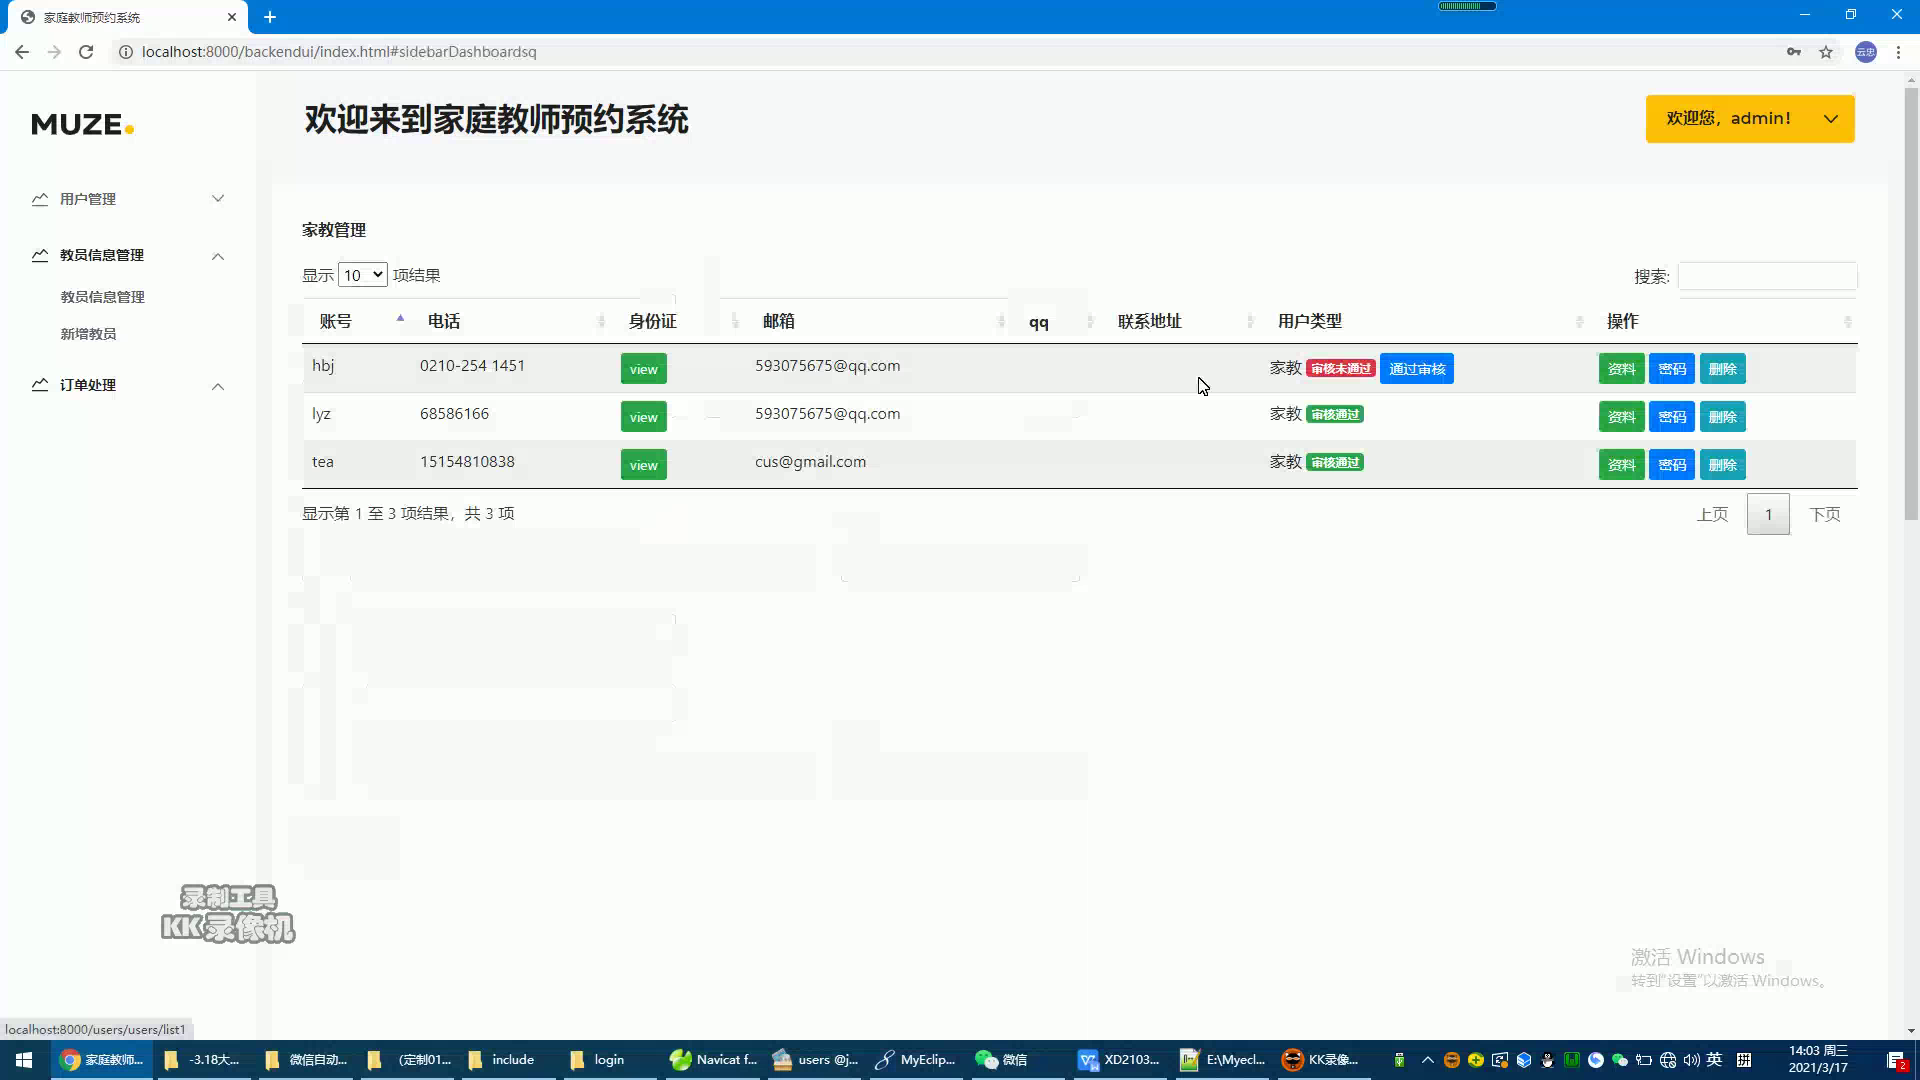 家庭教师预约系统
localhost:8000/backendui/index.html#sidebarDashboardsq
云忠
MUZE.
欢迎来到家庭教师预约系统
欢迎您，admin！
用户管理
教员信息管理
教员信息管理
新增教员
订单处理
家教管理
显示 10 项结果
搜索:
账号 电话 身份证 邮箱 qq 联系地址 用户类型 操作
hbj 0210-254 1451 view 593075675@qq.com 家教 审核未通过 通过审核 资料 密码 删除
lyz 68586166 view 593075675@qq.com 家教 审核通过 资料 密码 删除
tea 15154810838 view cus@gmail.com 家教 审核通过 资料 密码 删除
显示第 1 至 3 项结果，共 3 项
上页 1 下页
录制工具
KK录像机
激活 Windows
转到"设置"以激活 Windows。
localhost:8000/users/users/list1
家庭教师... -3.18大... 微信自动... (定制01... include login Navicat f... users @j... MyEclip... 微信 XD2103... E:\Myecl... KK录像... 英 拼
14:03 周三
2021/3/17
2